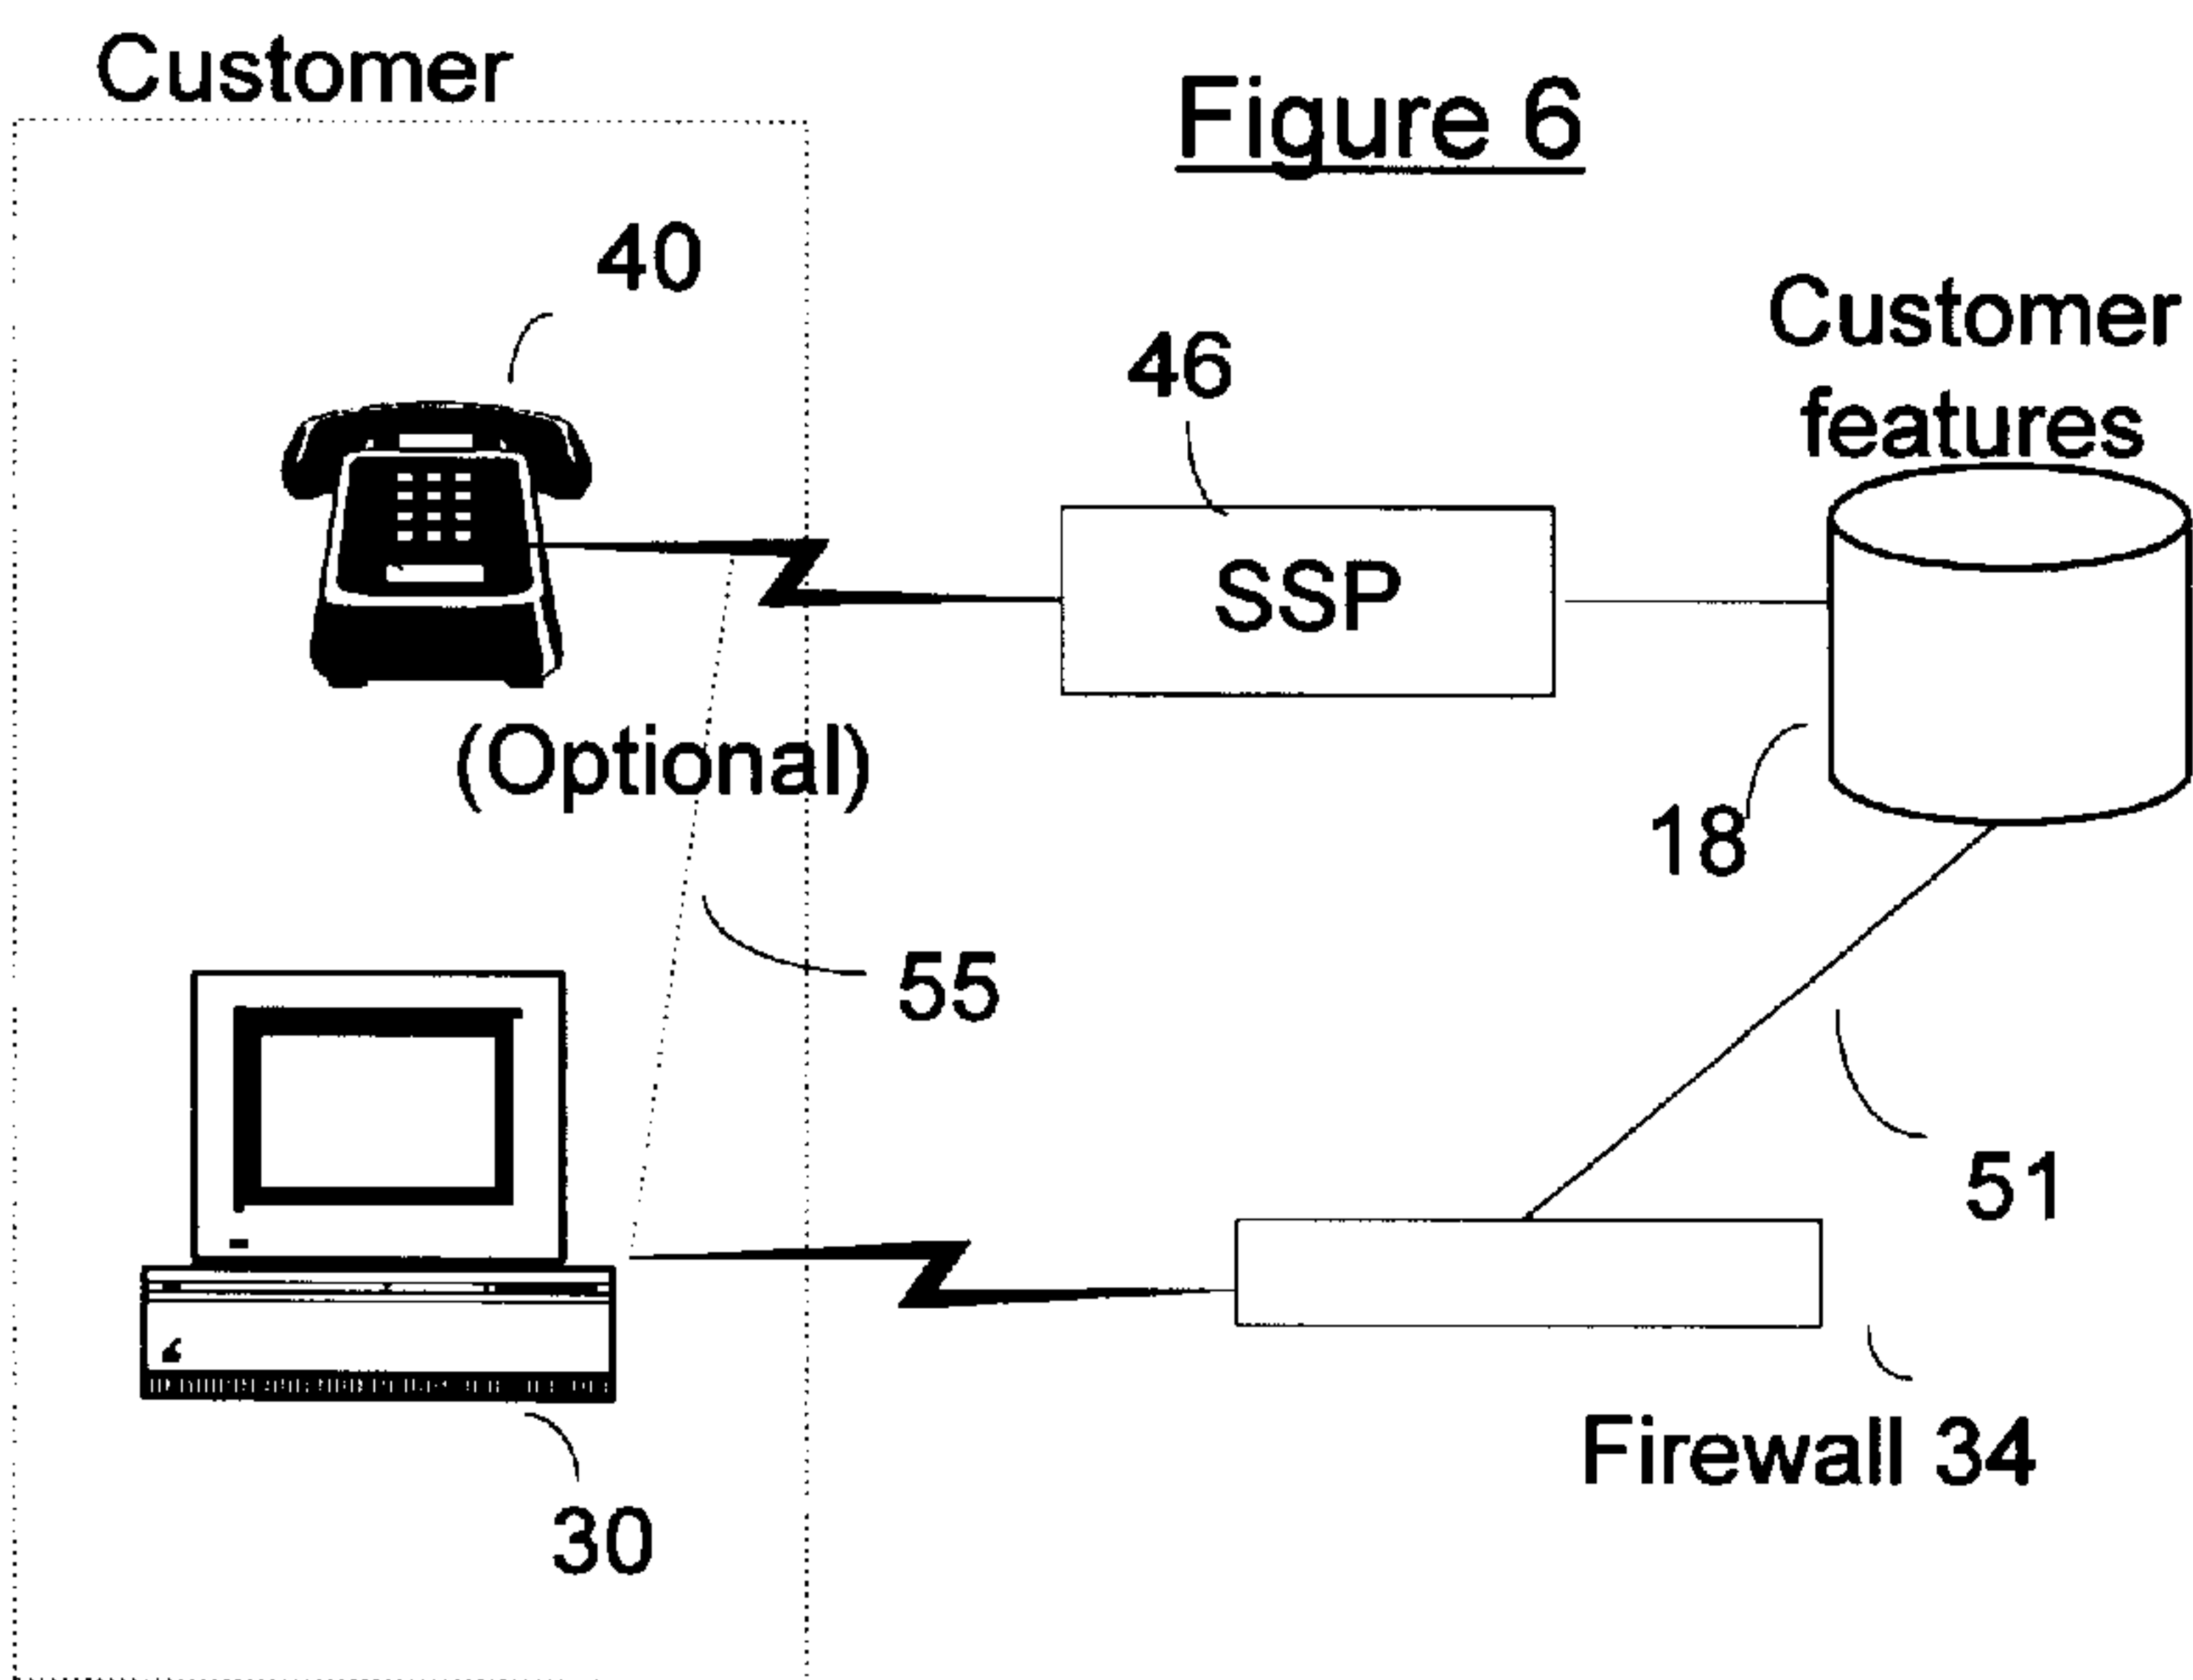 Customer
Figure 6
40
46
Customer
features
SSP
(Optional)
18
55
51
Firewall 34
30